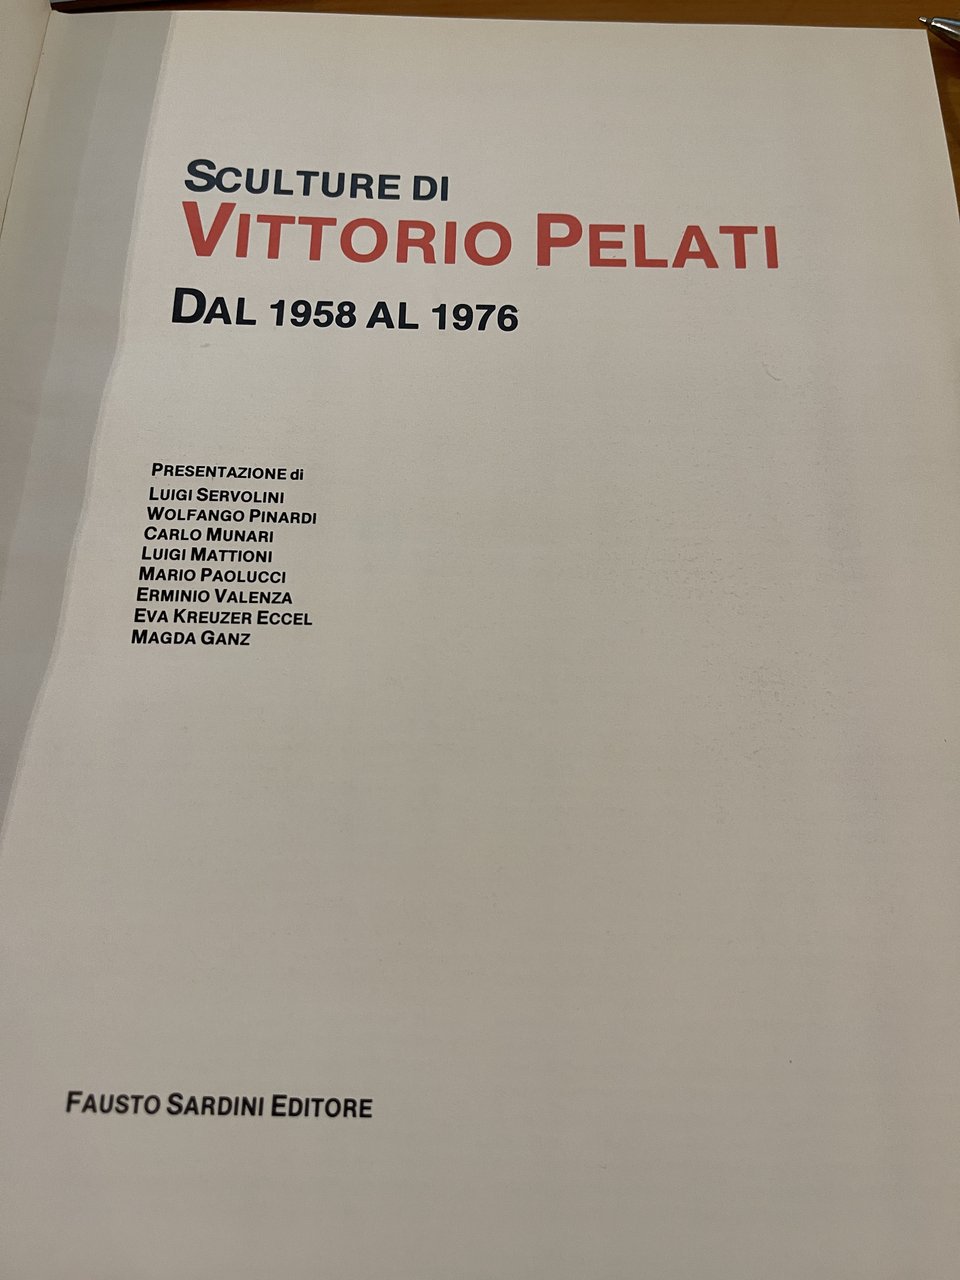 SCULTURE DI
VITTORIO PELATI
DAL 1958 AL 1976
PRESENTAZIONE di
LUIGI SERVOLINI
WOLFANGO PINARDI
CARLO MUNARI
LUIGI MATTIONI
MARIO PAOLUCCI
ERMINIO VALENZA
EVA KREUZER ECCEL
MAGDA GANZ
FAUSTO SARDINI EDITORE